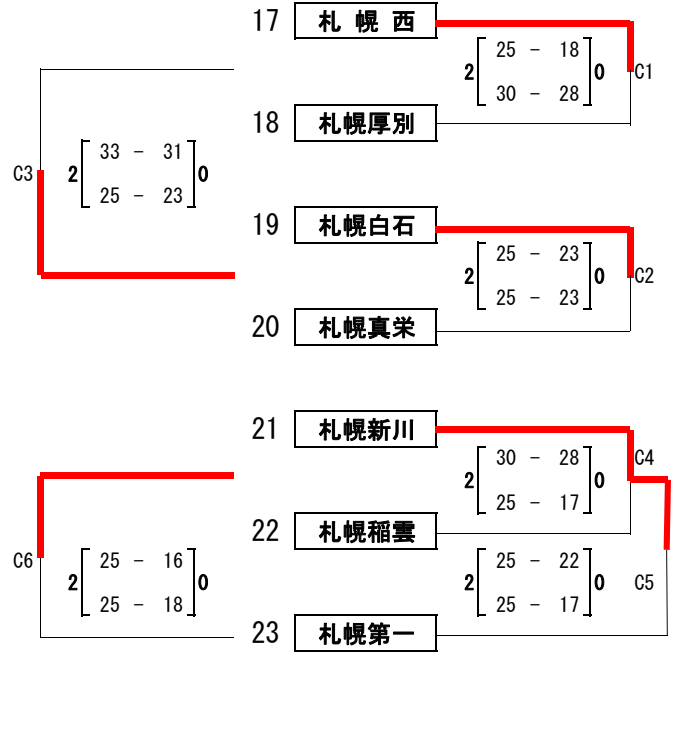 17 札幌西
25 - 18
2 0 C1
30 - 28
18 札幌厚別
33 - 31
C3 2 0
25 - 23
19 札幌白石
25 - 23
2 0 C2
25 - 23
20 札幌真栄
21 札幌新川
30 - 28 C4
2 0
25 - 17
22 札幌稲雲
25 - 16
C6 2 0
25 - 18
25 - 22
2 0 C5
25 - 17
23 札幌第一